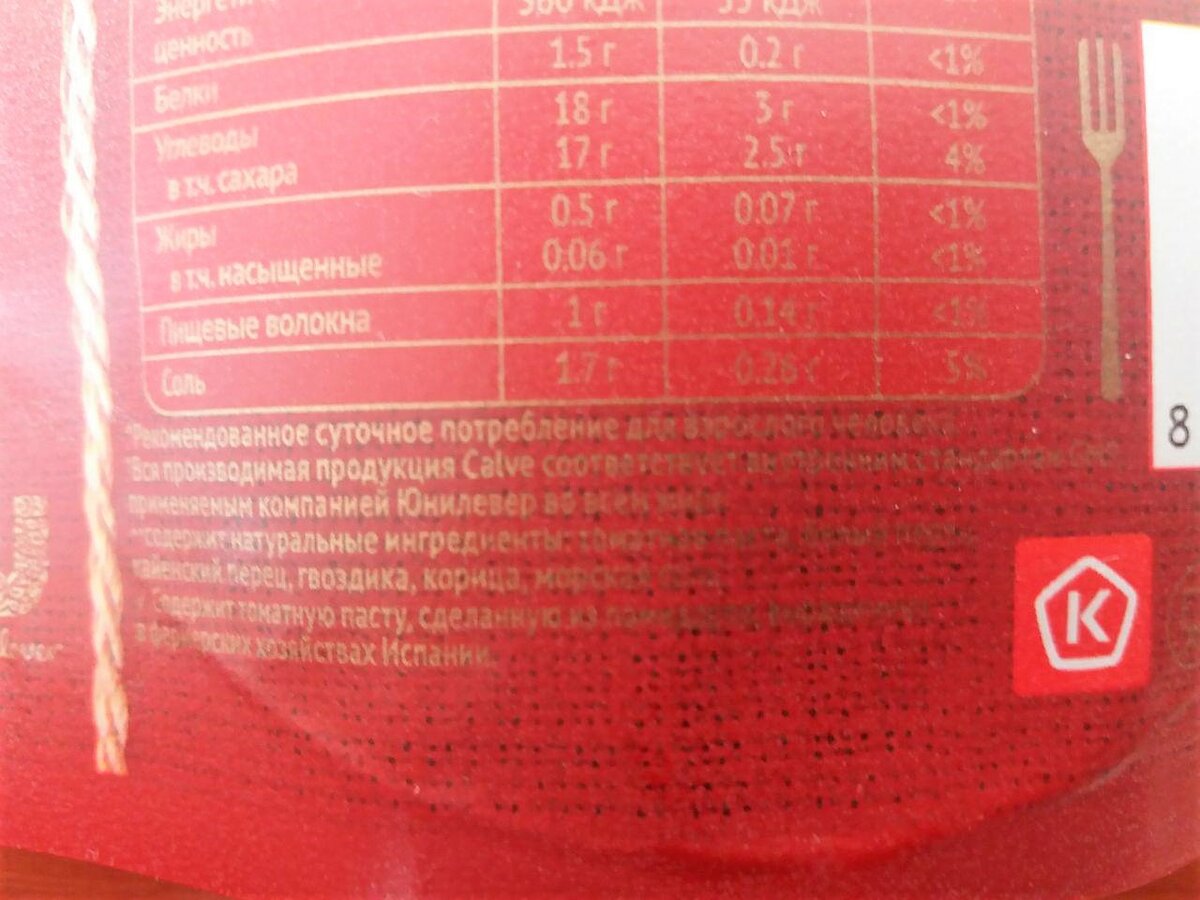 ценность 1.5 г 0.2 г <1%
Белки 18 г 3 г <1%
Углеводы 17 г 2.5 г 4%
в т.ч. сахара
Жиры 0.5 г 0.07 г <1%
в т.ч. насыщенные 0.06 г 0.01 г <1%
Пищевые волокна 1 г 0.14 г <1%
Соль 1.7 г 0.26 г 5%
*Рекомендованное суточное потребление для взрослого человека
*Вся производимая продукция Calve соответствует
применяемым компанией Юнилевер во всем мире
содержит натуральные ингредиенты: томатная паста,
кайенский перец, гвоздика, корица, морская соль
Содержит томатную пасту, сделанную из
в фермерских хозяйствах Испании.
8
K